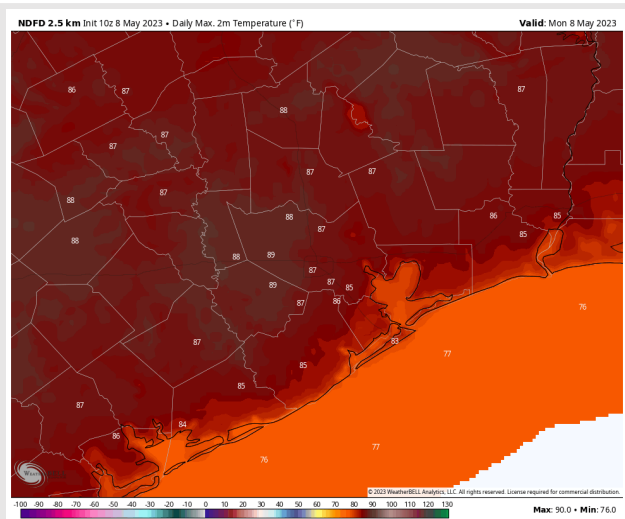 NDFD 2.5 km Init 10z 8 May 2023 • Daily Max. 2m Temperature (°F) Valid: Mon 8 May 2023
86 87 87
88
87
87
87 87
87
88 86 85
88
87 85
88
88 89
87
89 87 85
87 86 76
83
87 77
85
85
87
84
86
77
76
© 2023 WeatherBELL Analytics, LLC. All rights reserved. License required for commercial distribution.
-100 -90 -80 -70 -60 -50 -40 -30 -20 -10 0 10 20 30 40 50 60 70 80 90 100 110 120 130 Max: 90.0 • Min: 76.0